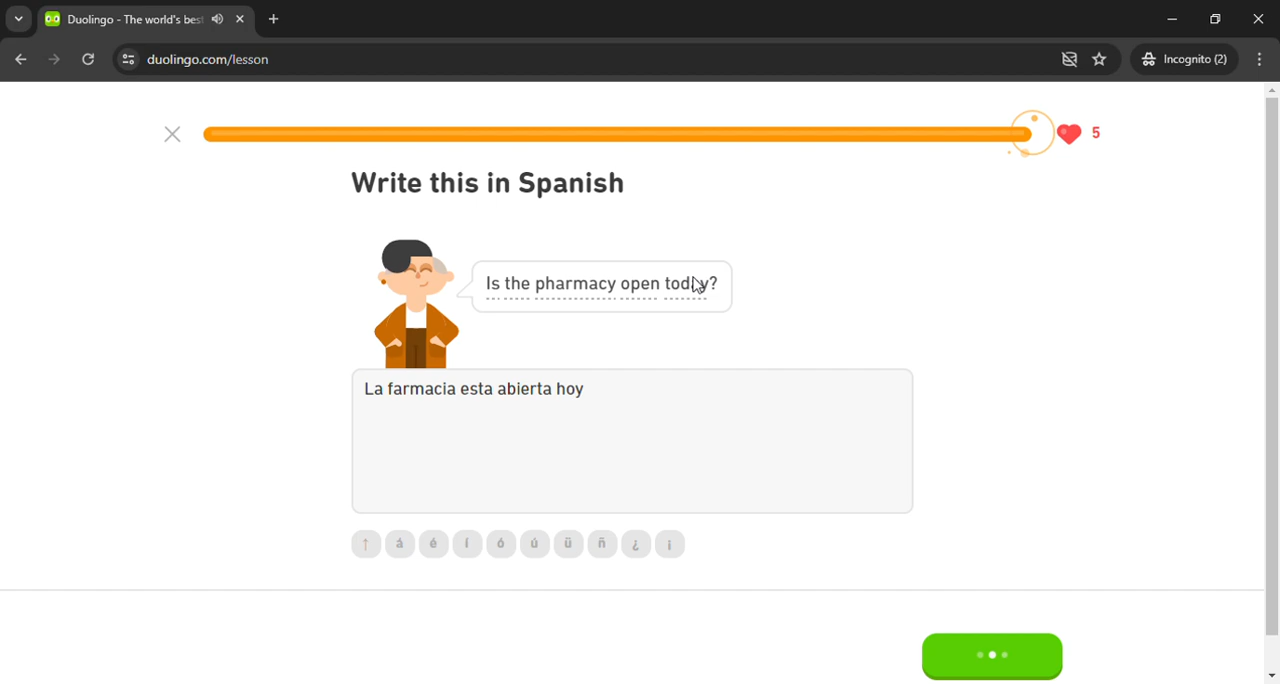 Duolingo - The world's best
duolingo.com/lesson
Incognito (2)
5
Write this in Spanish
Is the pharmacy open today?
La farmacia esta abierta hoy
↑ á é í ó ú ü ñ ¿ ¡